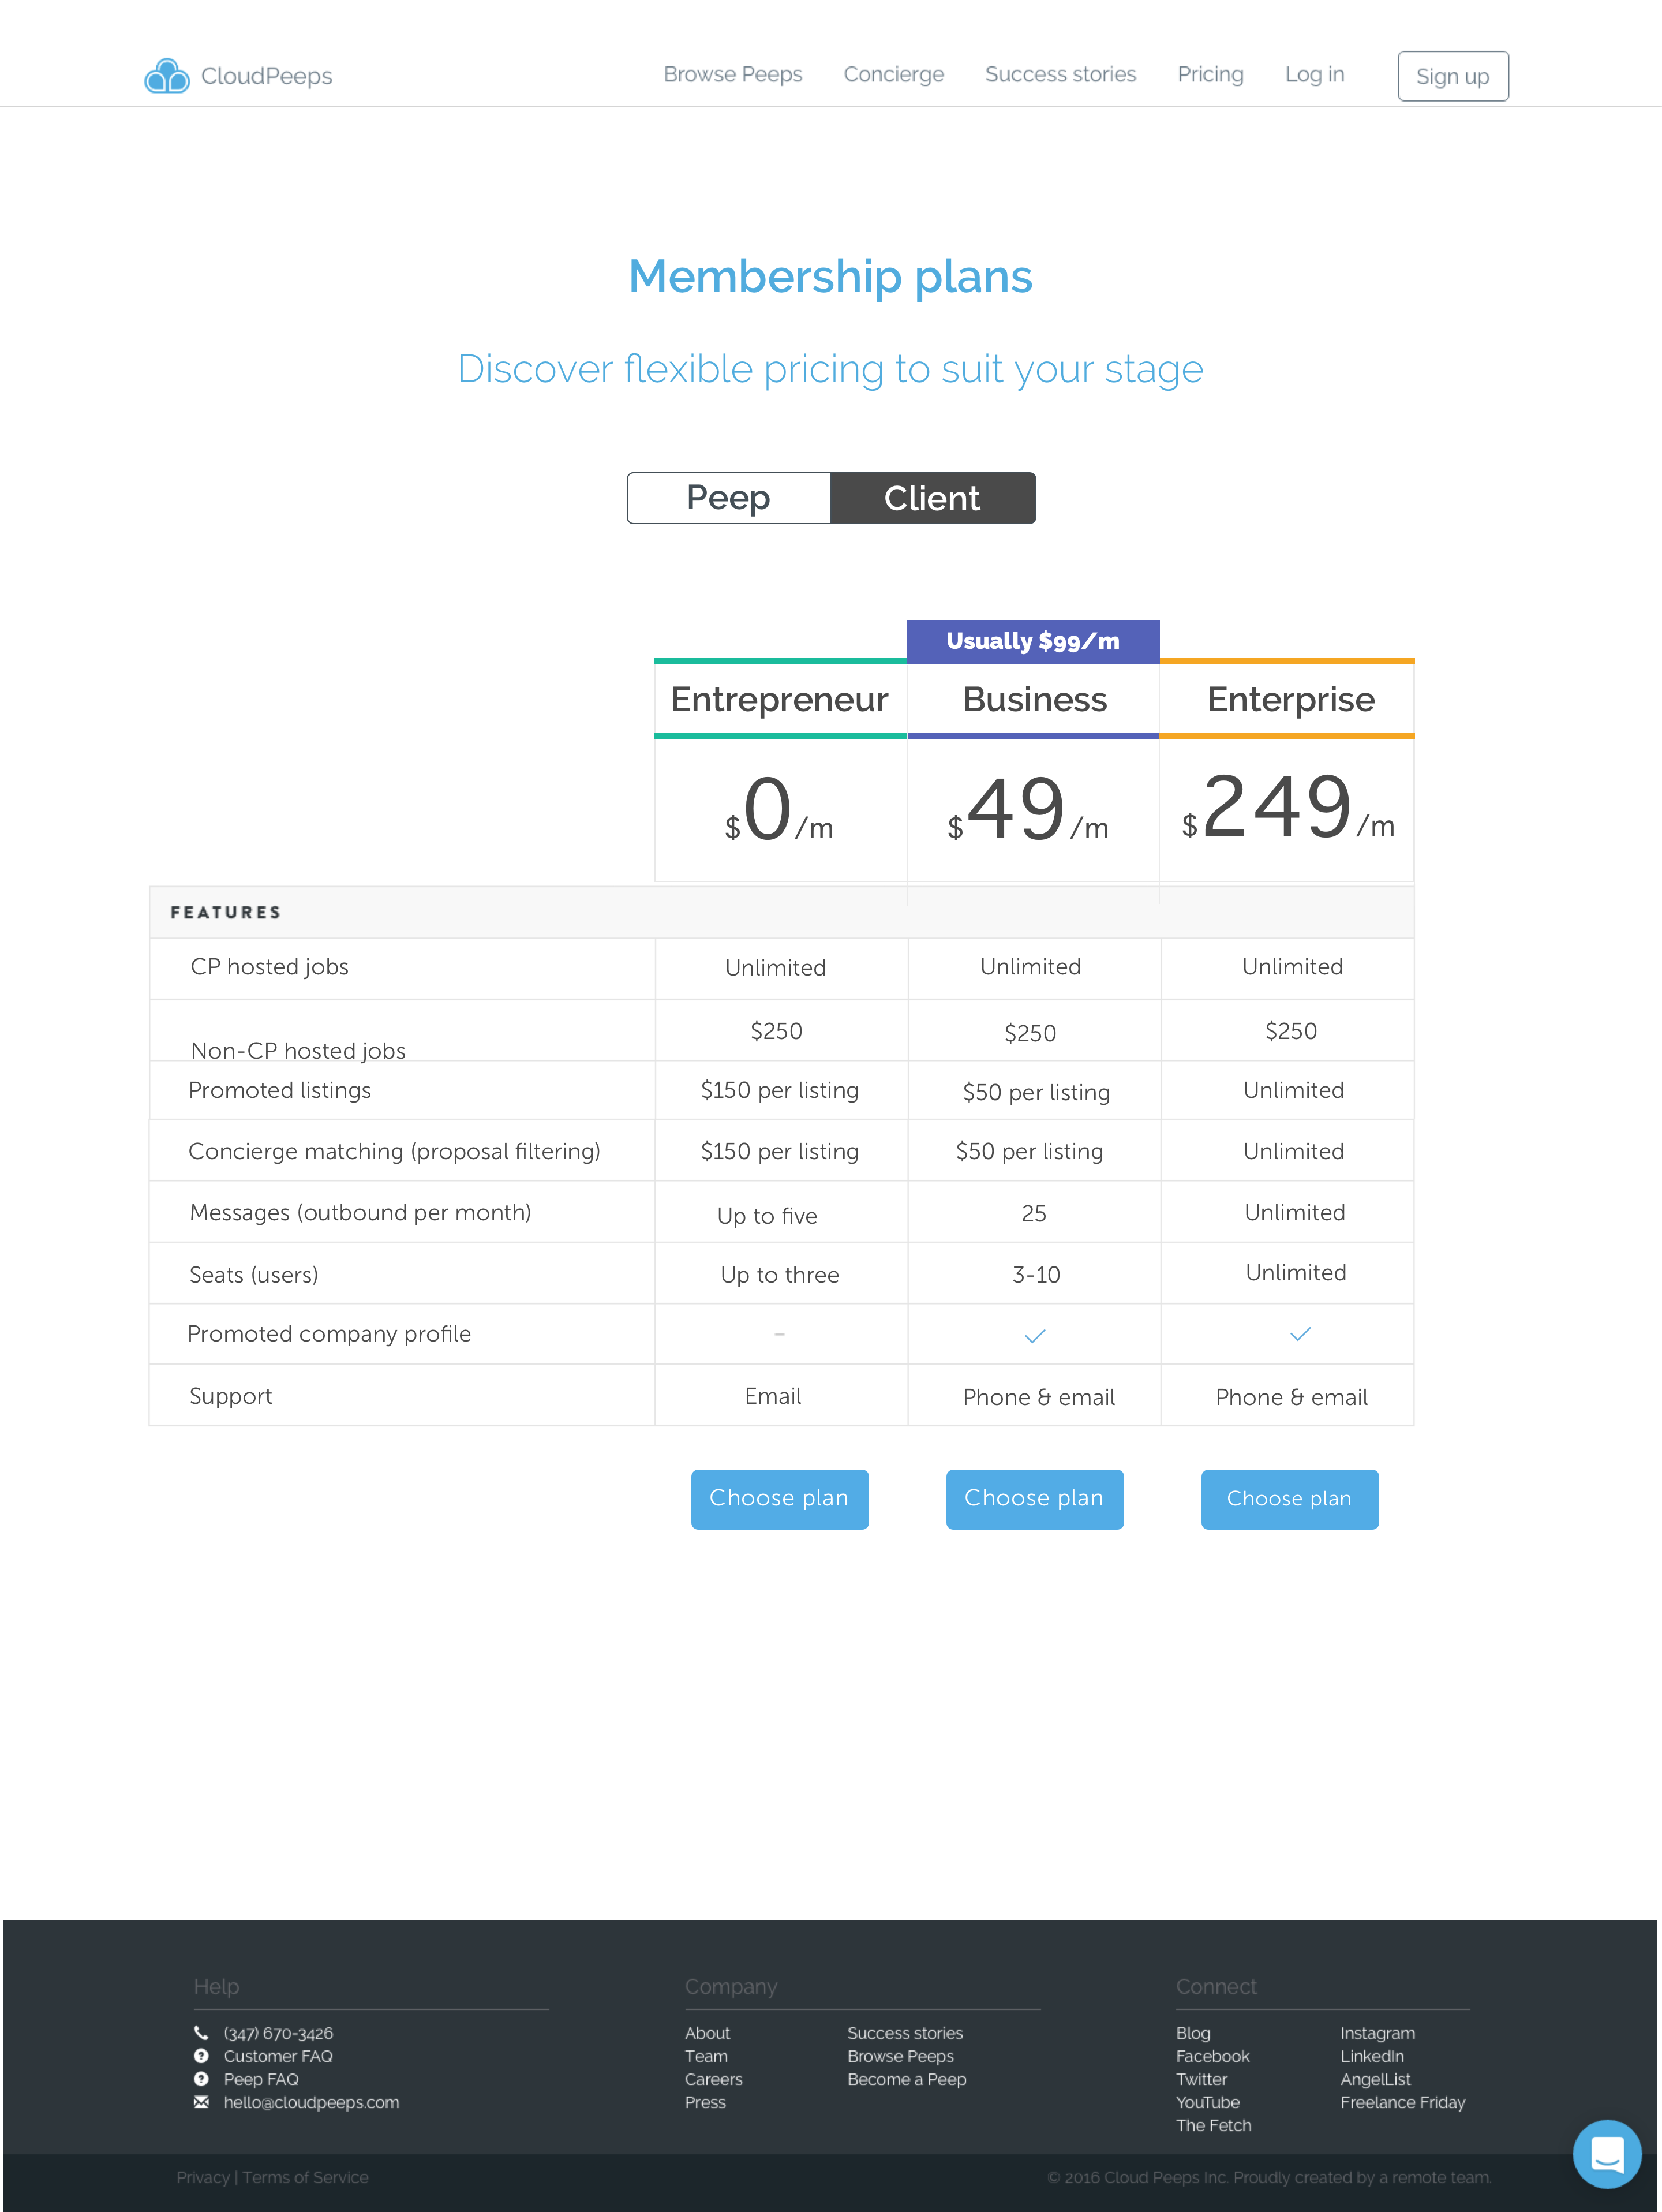 CloudPeeps
Browse Peeps Concierge Success stories Pricing Log in Sign up
Membership plans
Discover flexible pricing to suit your stage
Peep Client
Usually $99/m
Entrepreneur Business Enterprise
$0/m $49/m $249/m
FEATURES
CP hosted jobs Unlimited Unlimited Unlimited
Non-CP hosted jobs $250 $250 $250
Promoted listings $150 per listing $50 per listing Unlimited
Concierge matching (proposal filtering) $150 per listing $50 per listing Unlimited
Messages (outbound per month) Up to five 25 Unlimited
Seats (users) Up to three 3-10 Unlimited
Promoted company profile -
Support Email Phone & email Phone & email
Choose plan Choose plan Choose plan
Help
(347) 670-3426
Customer FAQ
Peep FAQ
hello@cloudpeeps.com
Company
About
Team
Careers
Press
Success stories
Browse Peeps
Become a Peep
Connect
Blog
Facebook
Twitter
YouTube
The Fetch
Instagram
LinkedIn
AngelList
Freelance Friday
Privacy | Terms of Service
© 2016 Cloud Peeps Inc. Proudly created by a remote team.